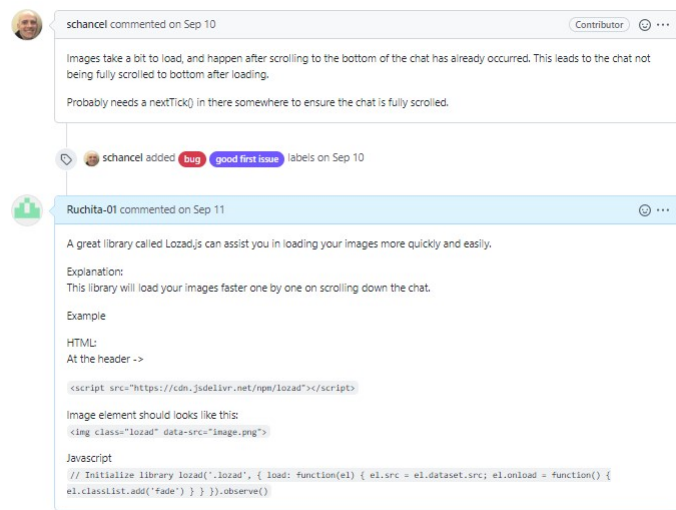 schancel commented on Sep 10 Contributor
Images take a bit to load, and happen after scrolling to the bottom of the chat has already occurred. This leads to the chat not
being fully scrolled to bottom after loading.
Probably needs a nextTick() in there somewhere to ensure the chat is fully scrolled.
schancel added bug good first issue labels on Sep 10
Ruchita-01 commented on Sep 11
A great library called Lozad,js can assist you in loading your images more quickly and easily.
Explanation:
This library will load your images faster one by one on scrolling down the chat.
Example
HTML:
At the header ->
<script src="https://cdn.jsdelivr.net/npm/lozad"></script>
Image element should looks like this:
<img class="lozad" data-src="image.png">
Javascript
// Initialize library lozad('.lozad', { load: function(el) { el.src = el.dataset.src; el.onload = function() {
el.classList.add('fade') } } }).observe()